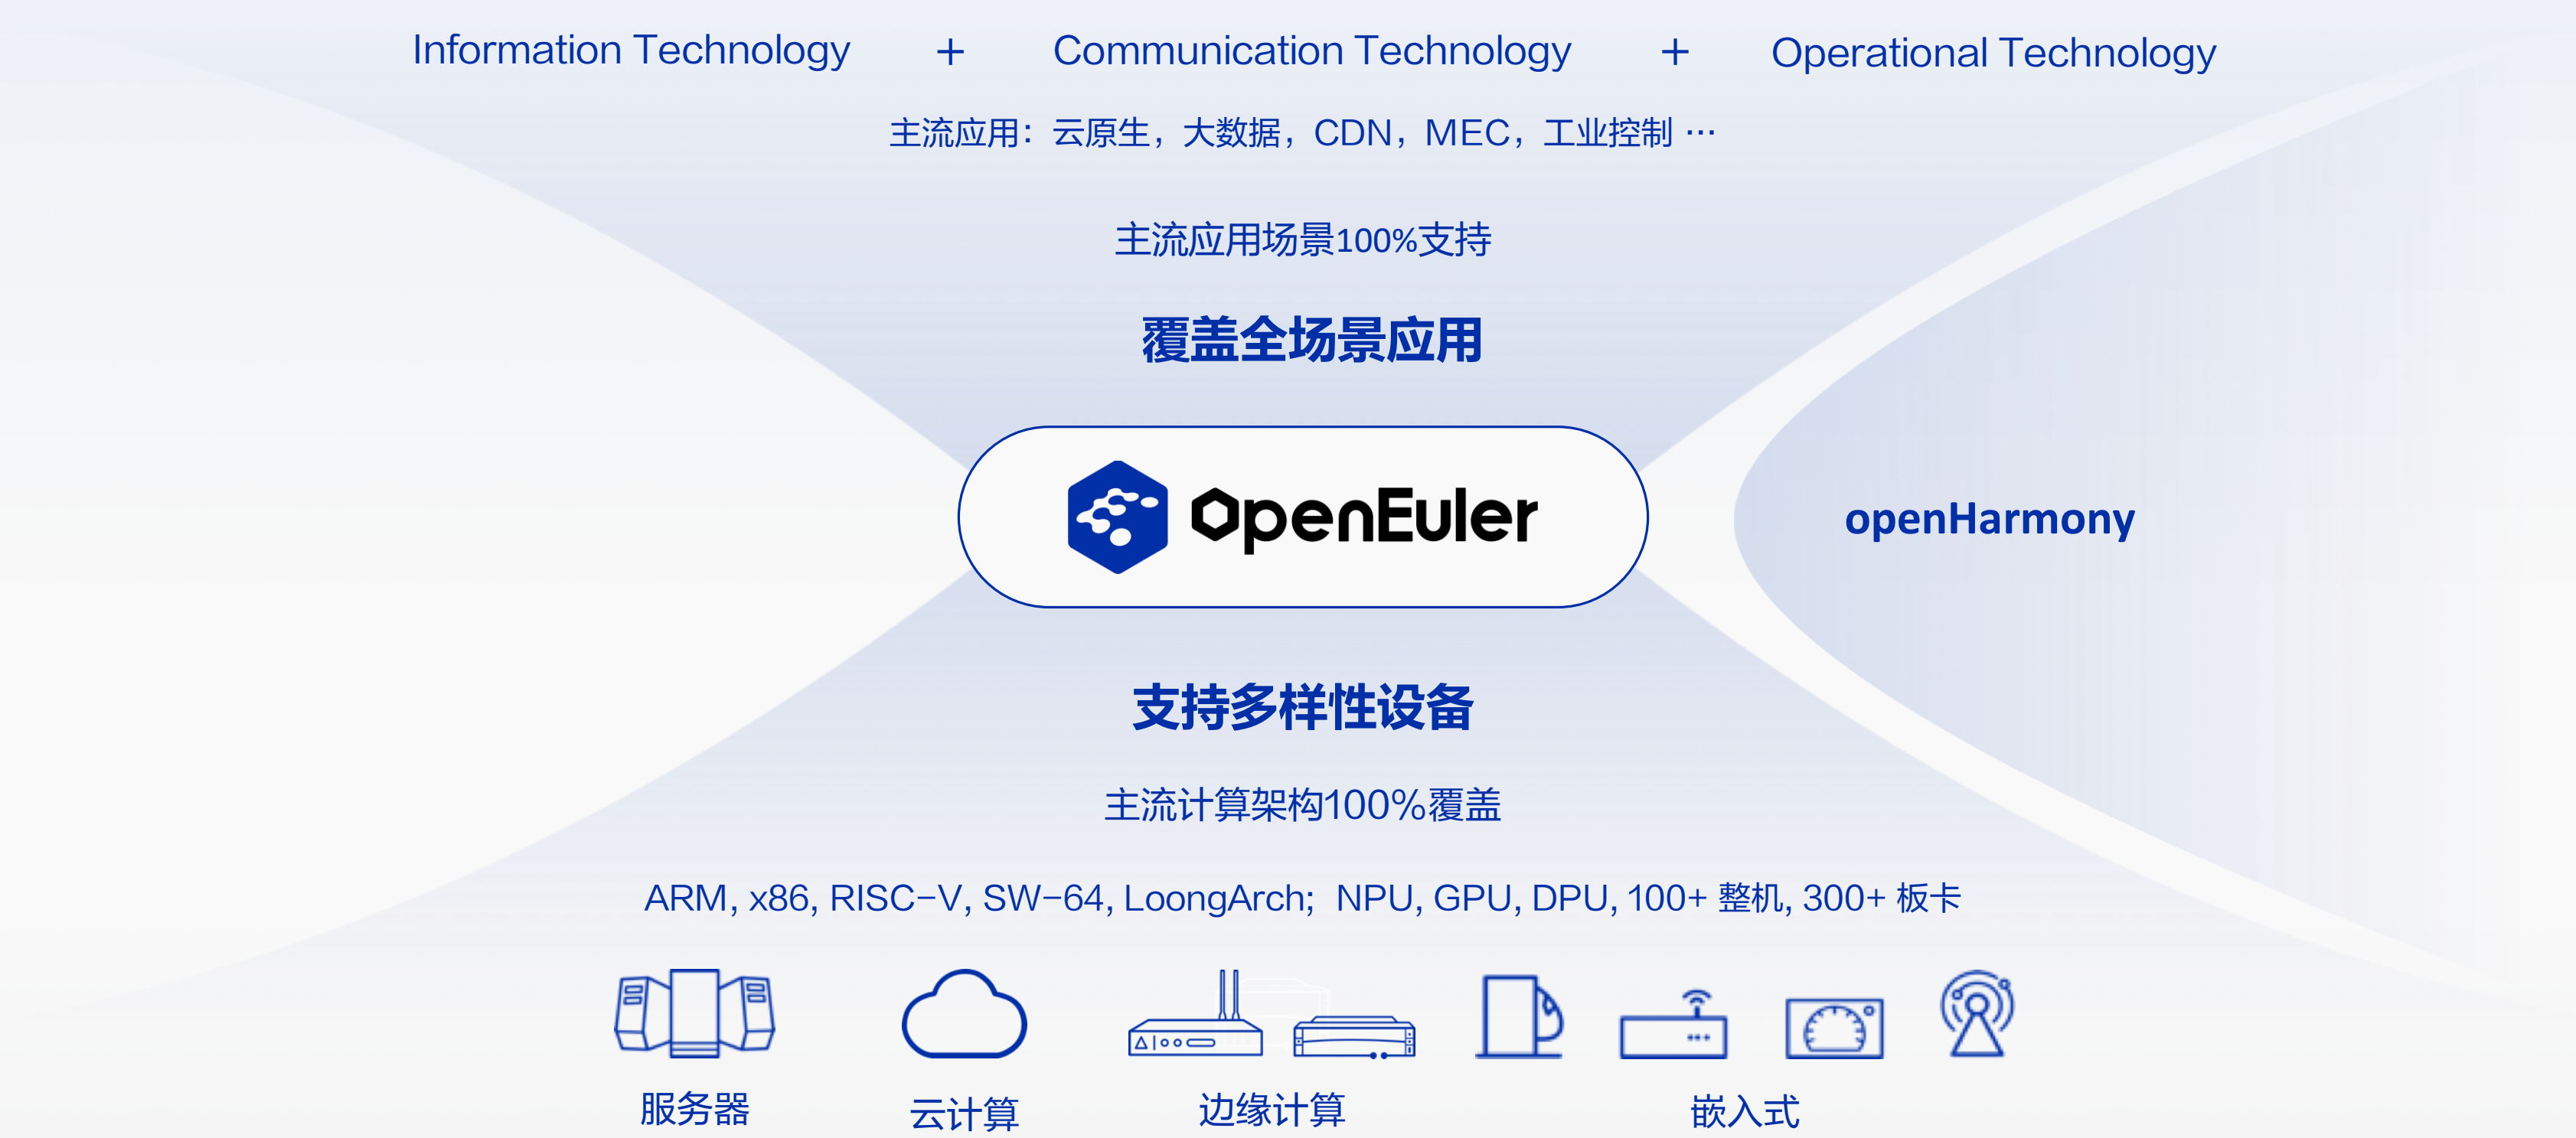 Information Technology + Communication Technology + Operational Technology
主流应用：云原生，大数据，CDN，MEC，工业控制 …
主流应用场景100%支持
覆盖全场景应用
OpenEuler
openHarmony
支持多样性设备
主流计算架构100%覆盖
ARM, x86, RISC-V, SW-64, LoongArch; NPU, GPU, DPU, 100+ 整机, 300+ 板卡
服务器 云计算 边缘计算 嵌入式